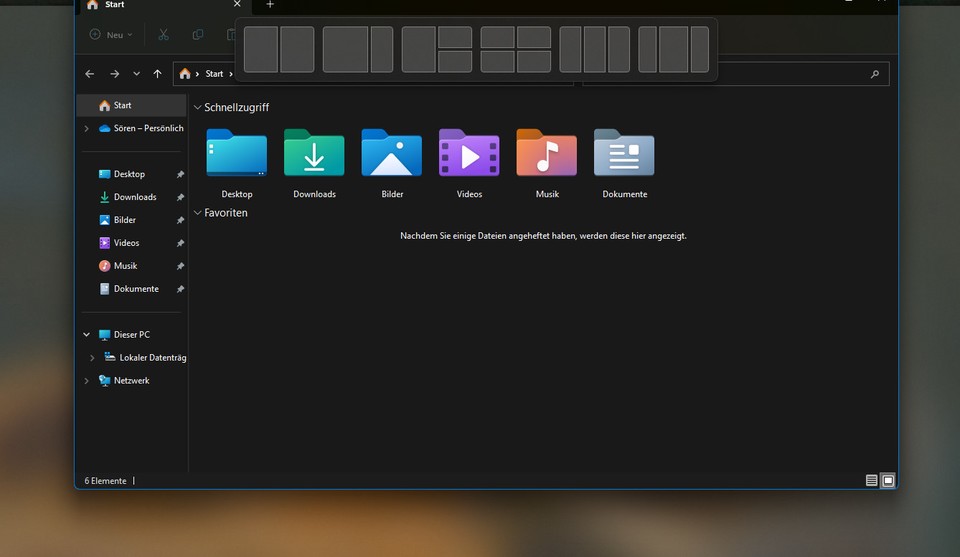 Start
Neu
Start
Start
Sören – Persönlich
Desktop
Downloads
Bilder
Videos
Musik
Dokumente
Dieser PC
Lokaler Datenträg
Netzwerk
Schnellzugriff
Desktop
Downloads
Bilder
Videos
Musik
Dokumente
Favoriten
Nachdem Sie einige Dateien angeheftet haben, werden diese hier angezeigt.
6 Elemente